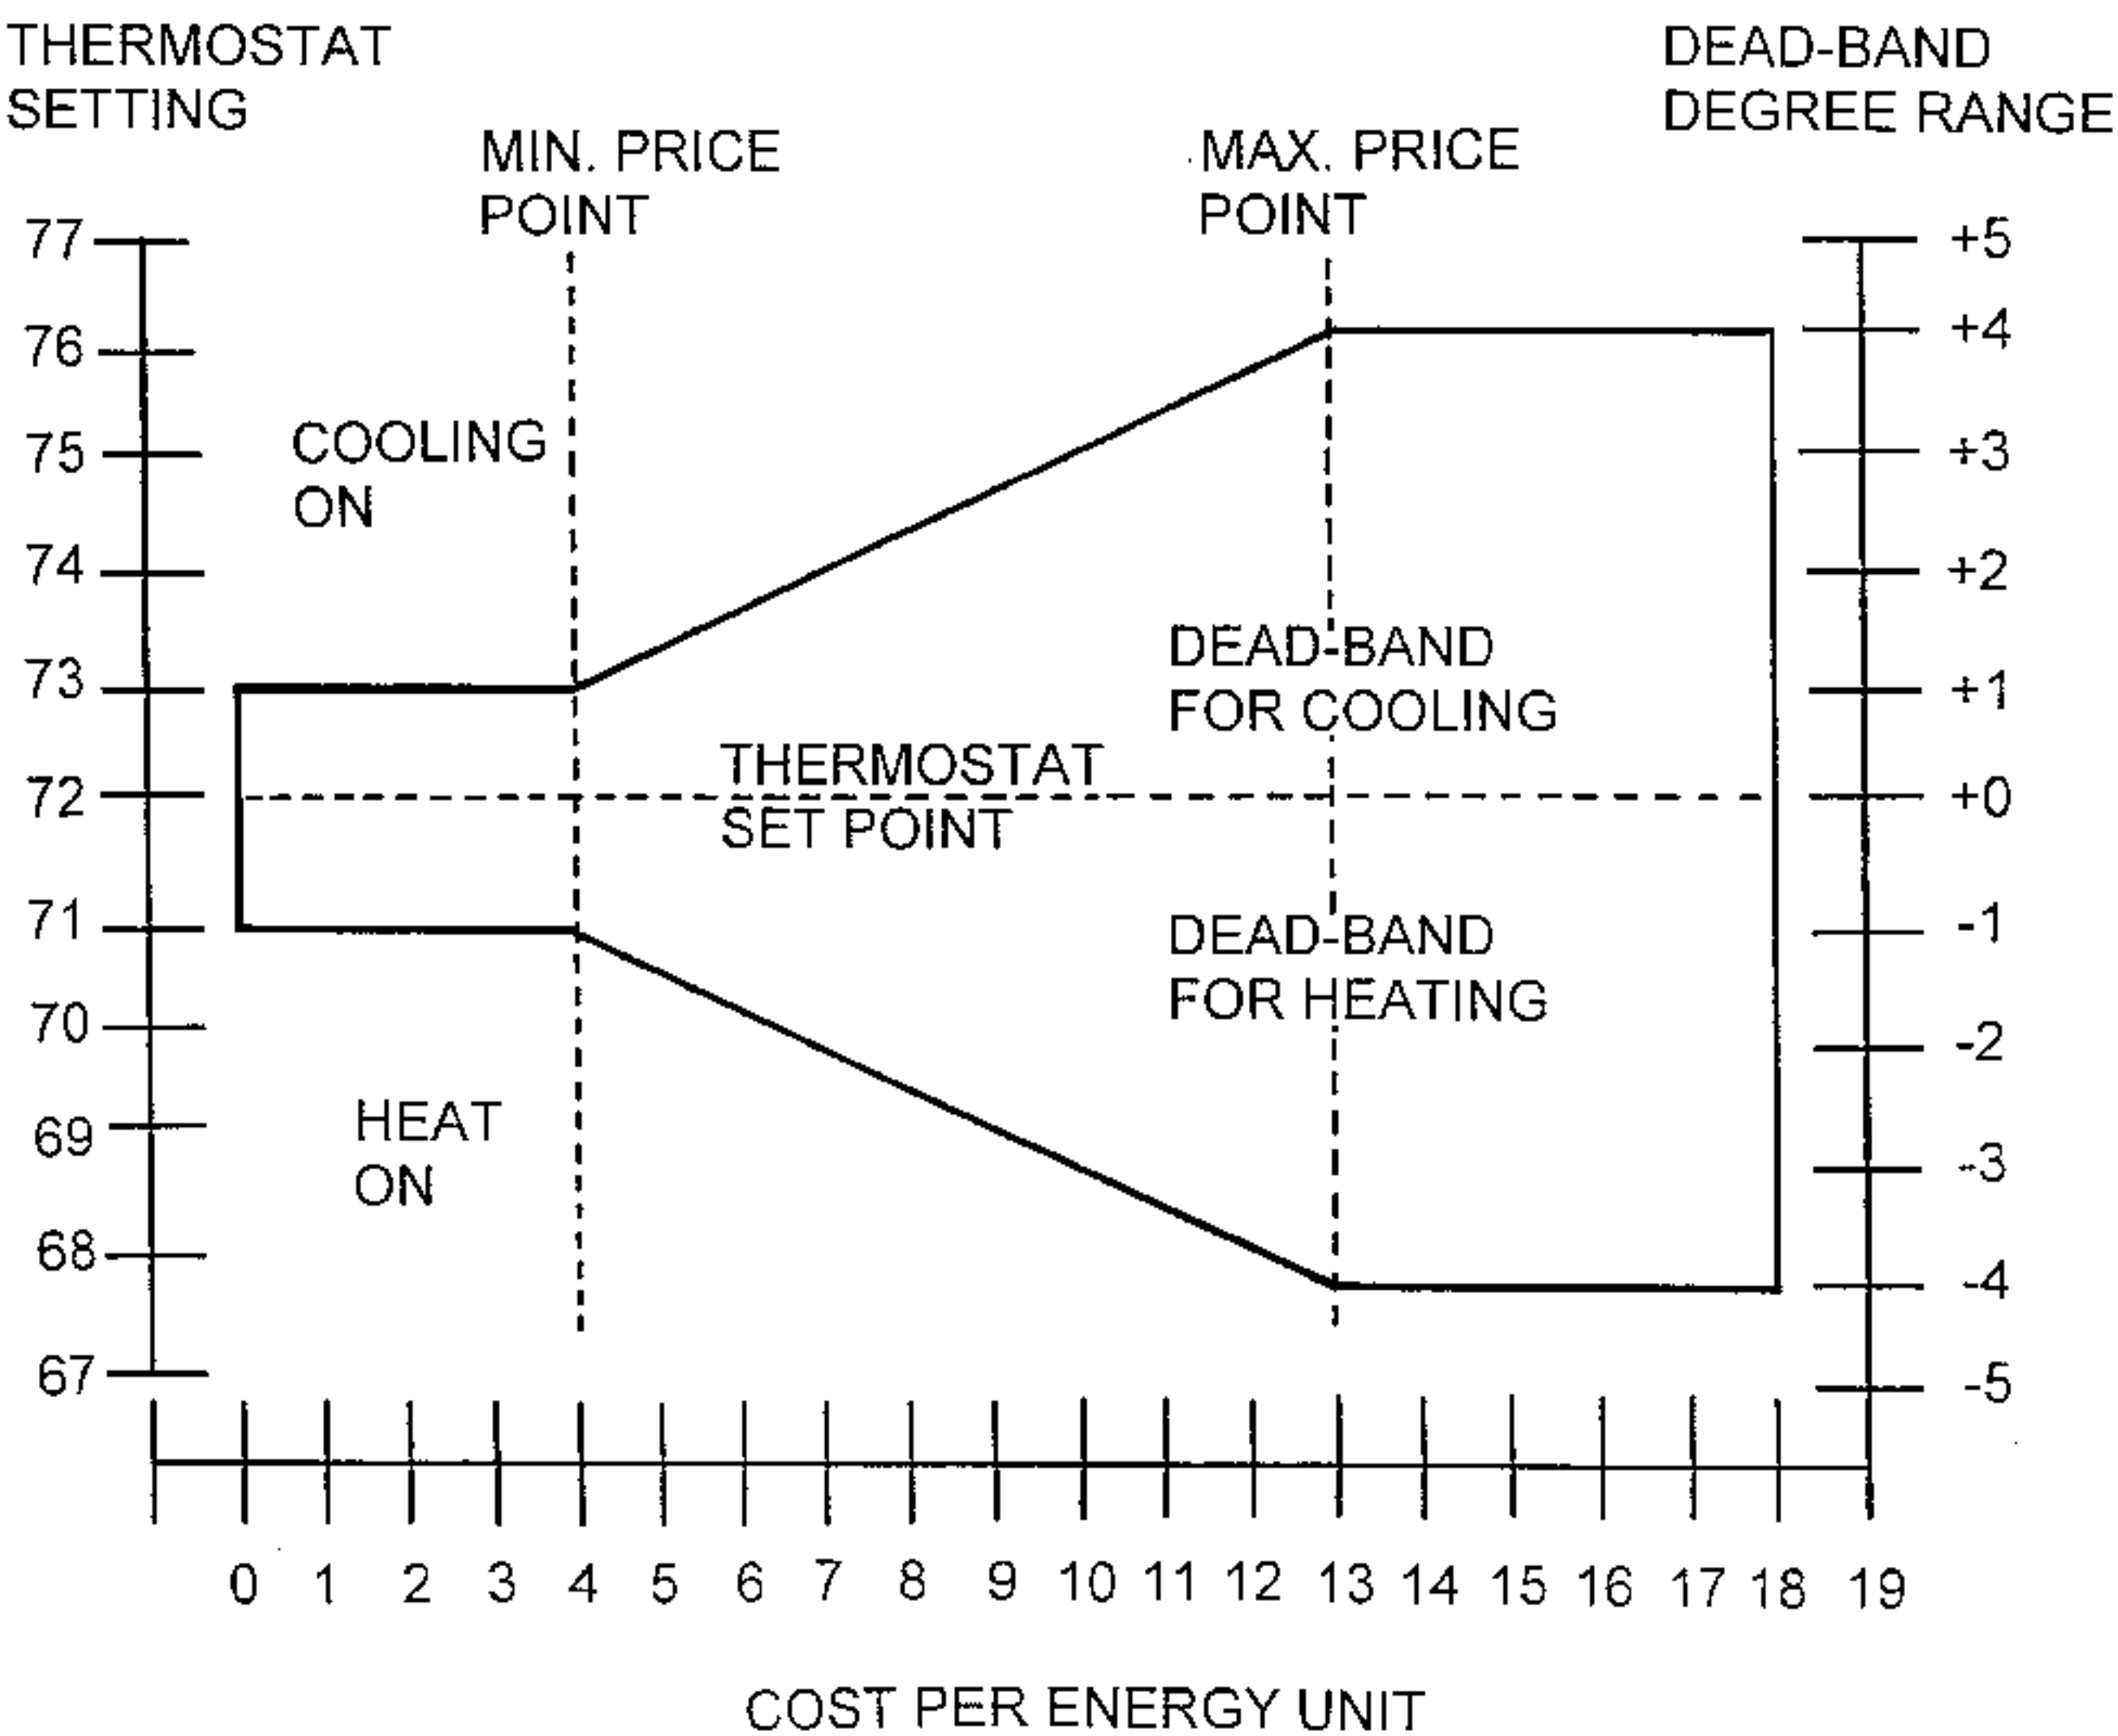 THERMOSTAT
SETTING
DEAD-BAND
DEGREE RANGE
MIN. PRICE
POINT
MAX. PRICE
POINT
77
76
75
74
73
72
71
70
69
68
67
+5
+4
+3
+2
+1
+0
-1
-2
-3
-4
-5
COOLING
ON
DEAD-BAND
FOR COOLING
THERMOSTAT
SET POINT
DEAD-BAND
FOR HEATING
HEAT
ON
0 1 2 3 4 5 6 7 8 9 10 11 12 13 14 15 16 17 18 19
COST PER ENERGY UNIT